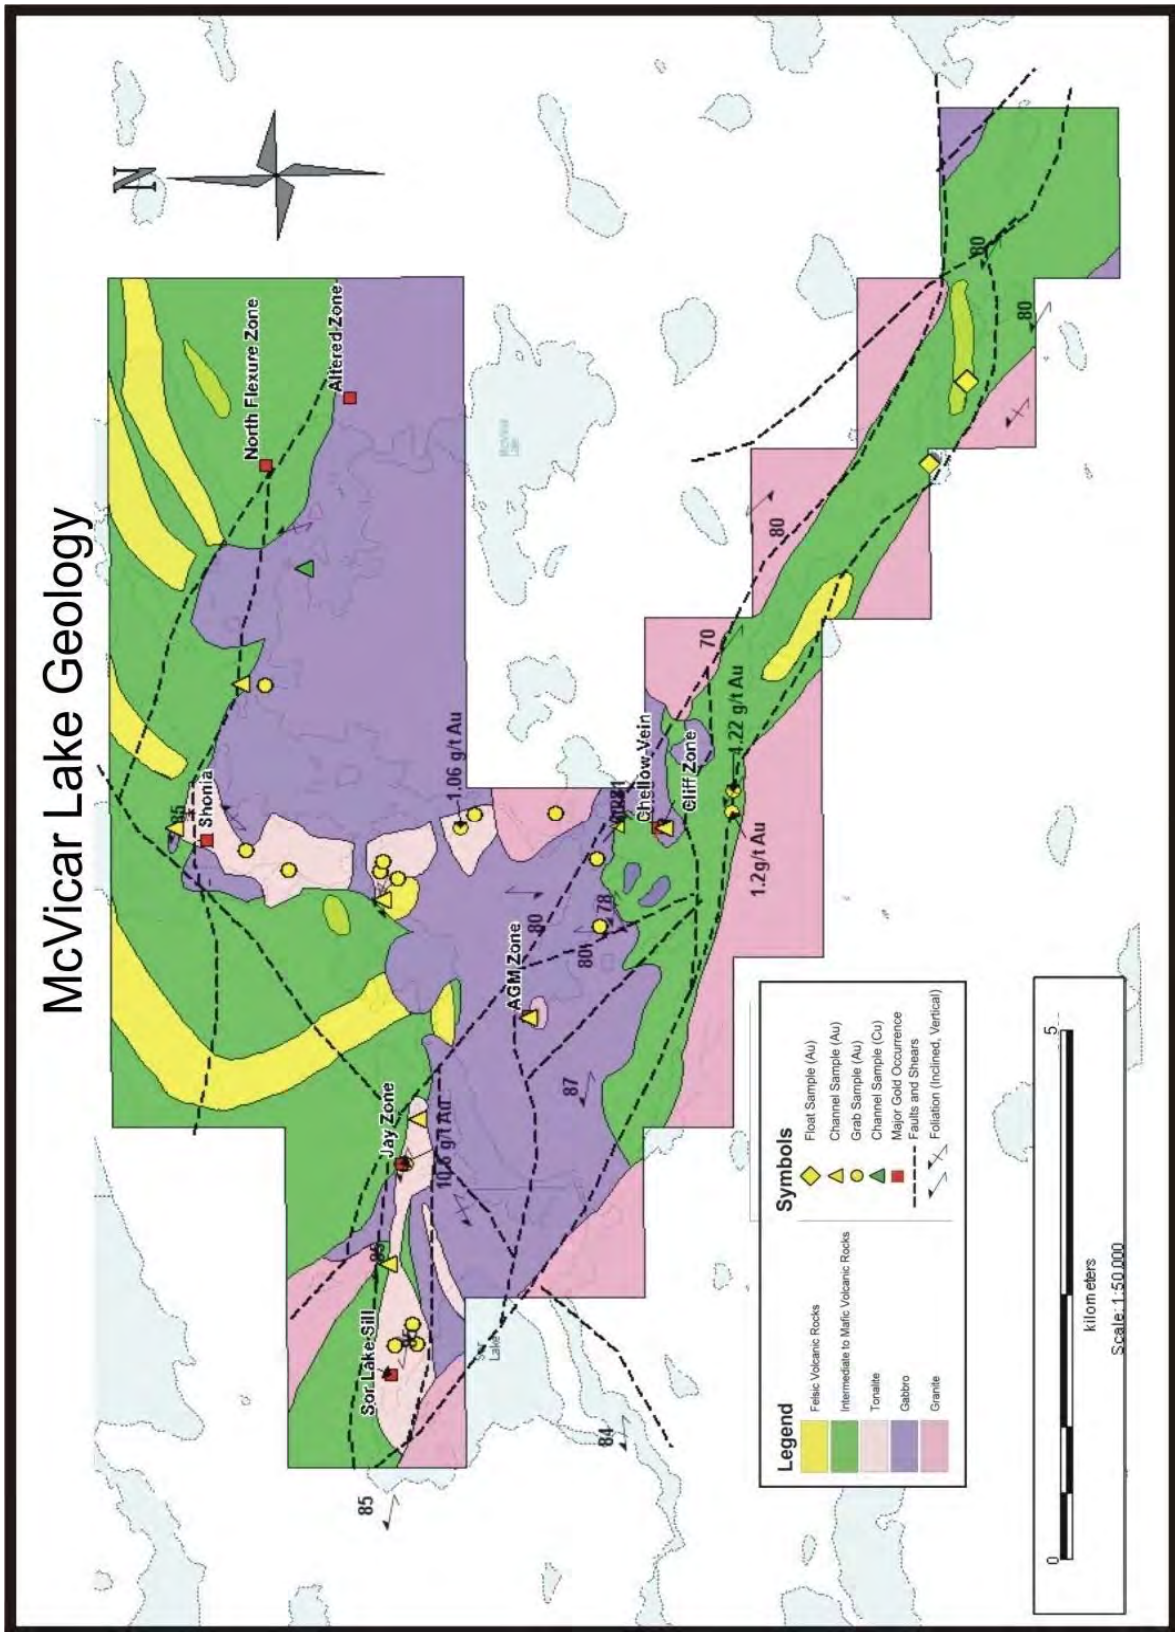 McVicar Lake Geology
N
North Flexure Zone
Altered Zone
85
Shonia
1.06 g/t Au
Chellow Vein
Cliff Zone
4.22 g/t Au
1.2g/t Au
70
80
80
80
78
80
80
AGM Zone
87
Jay Zone
10.6 g/t Au
Sor Lake Sill
Lake
84
85
McVicar
Lake
Legend
Felsic Volcanic Rocks
Intermediate to Mafic Volcanic Rocks
Tonalite
Gabbro
Granite
Symbols
Float Sample (Au)
Channel Sample (Au)
Grab Sample (Au)
Channel Sample (Cu)
Major Gold Occurrence
Faults and Shears
Foliation (Inclined, Vertical)
0
5
kilometers
Scale: 1:50,000